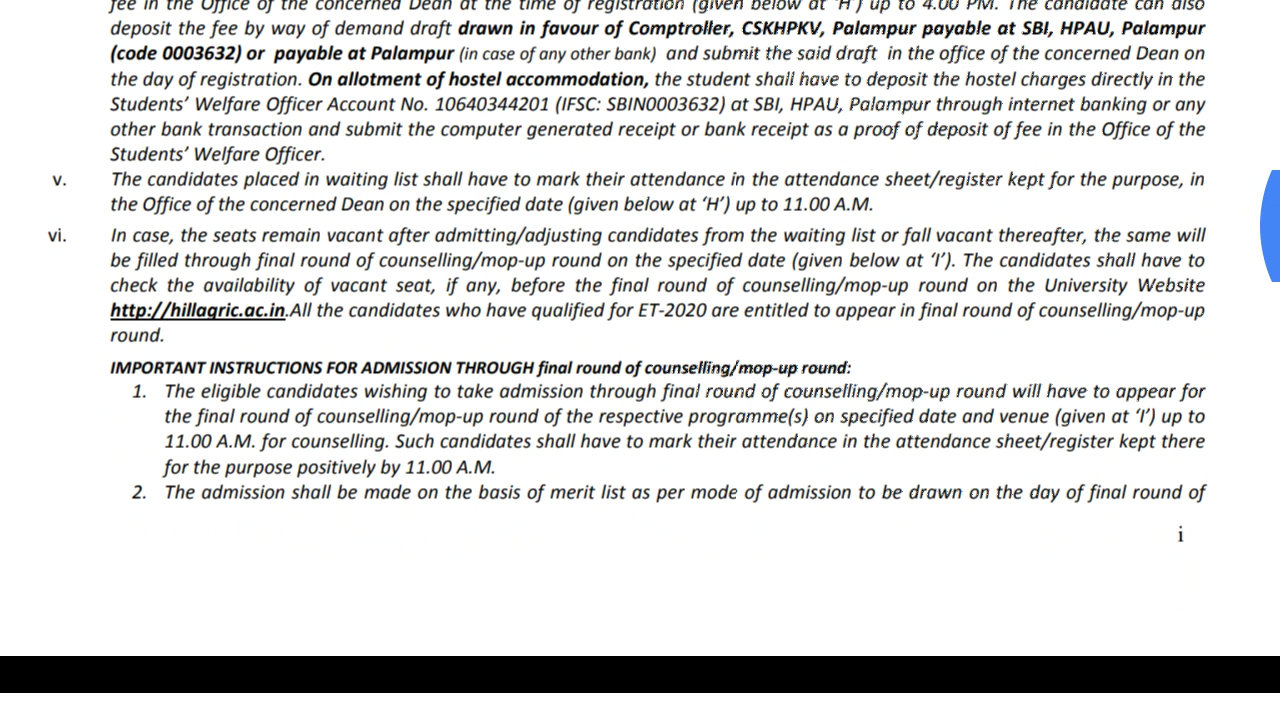 fee in the Office of the concerned Dean at the time of registration (given below at 'H') up to 4.00 PM. The candidate can also
deposit the fee by way of demand draft drawn in favour of Comptroller, CSKHPKV, Palampur payable at SBI, HPAU, Palampur
(code 0003632) or payable at Palampur (in case of any other bank) and submit the said draft in the office of the concerned Dean on
the day of registration. On allotment of hostel accommodation, the student shall have to deposit the hostel charges directly in the
Students' Welfare Officer Account No. 10640344201 (IFSC: SBIN0003632) at SBI, HPAU, Palampur through internet banking or any
other bank transaction and submit the computer generated receipt or bank receipt as a proof of deposit of fee in the Office of the
Students' Welfare Officer.
v. The candidates placed in waiting list shall have to mark their attendance in the attendance sheet/register kept for the purpose, in
the Office of the concerned Dean on the specified date (given below at 'H') up to 11.00 A.M.
vi. In case, the seats remain vacant after admitting/adjusting candidates from the waiting list or fall vacant thereafter, the same will
be filled through final round of counselling/mop-up round on the specified date (given below at 'I'). The candidates shall have to
check the availability of vacant seat, if any, before the final round of counselling/mop-up round on the University Website
http://hillagric.ac.in.All the candidates who have qualified for ET-2020 are entitled to appear in final round of counselling/mop-up
round.
IMPORTANT INSTRUCTIONS FOR ADMISSION THROUGH final round of counselling/mop-up round:
1. The eligible candidates wishing to take admission through final round of counselling/mop-up round will have to appear for
the final round of counselling/mop-up round of the respective programme(s) on specified date and venue (given at 'I') up to
11.00 A.M. for counselling. Such candidates shall have to mark their attendance in the attendance sheet/register kept there
for the purpose positively by 11.00 A.M.
2. The admission shall be made on the basis of merit list as per mode of admission to be drawn on the day of final round of
i